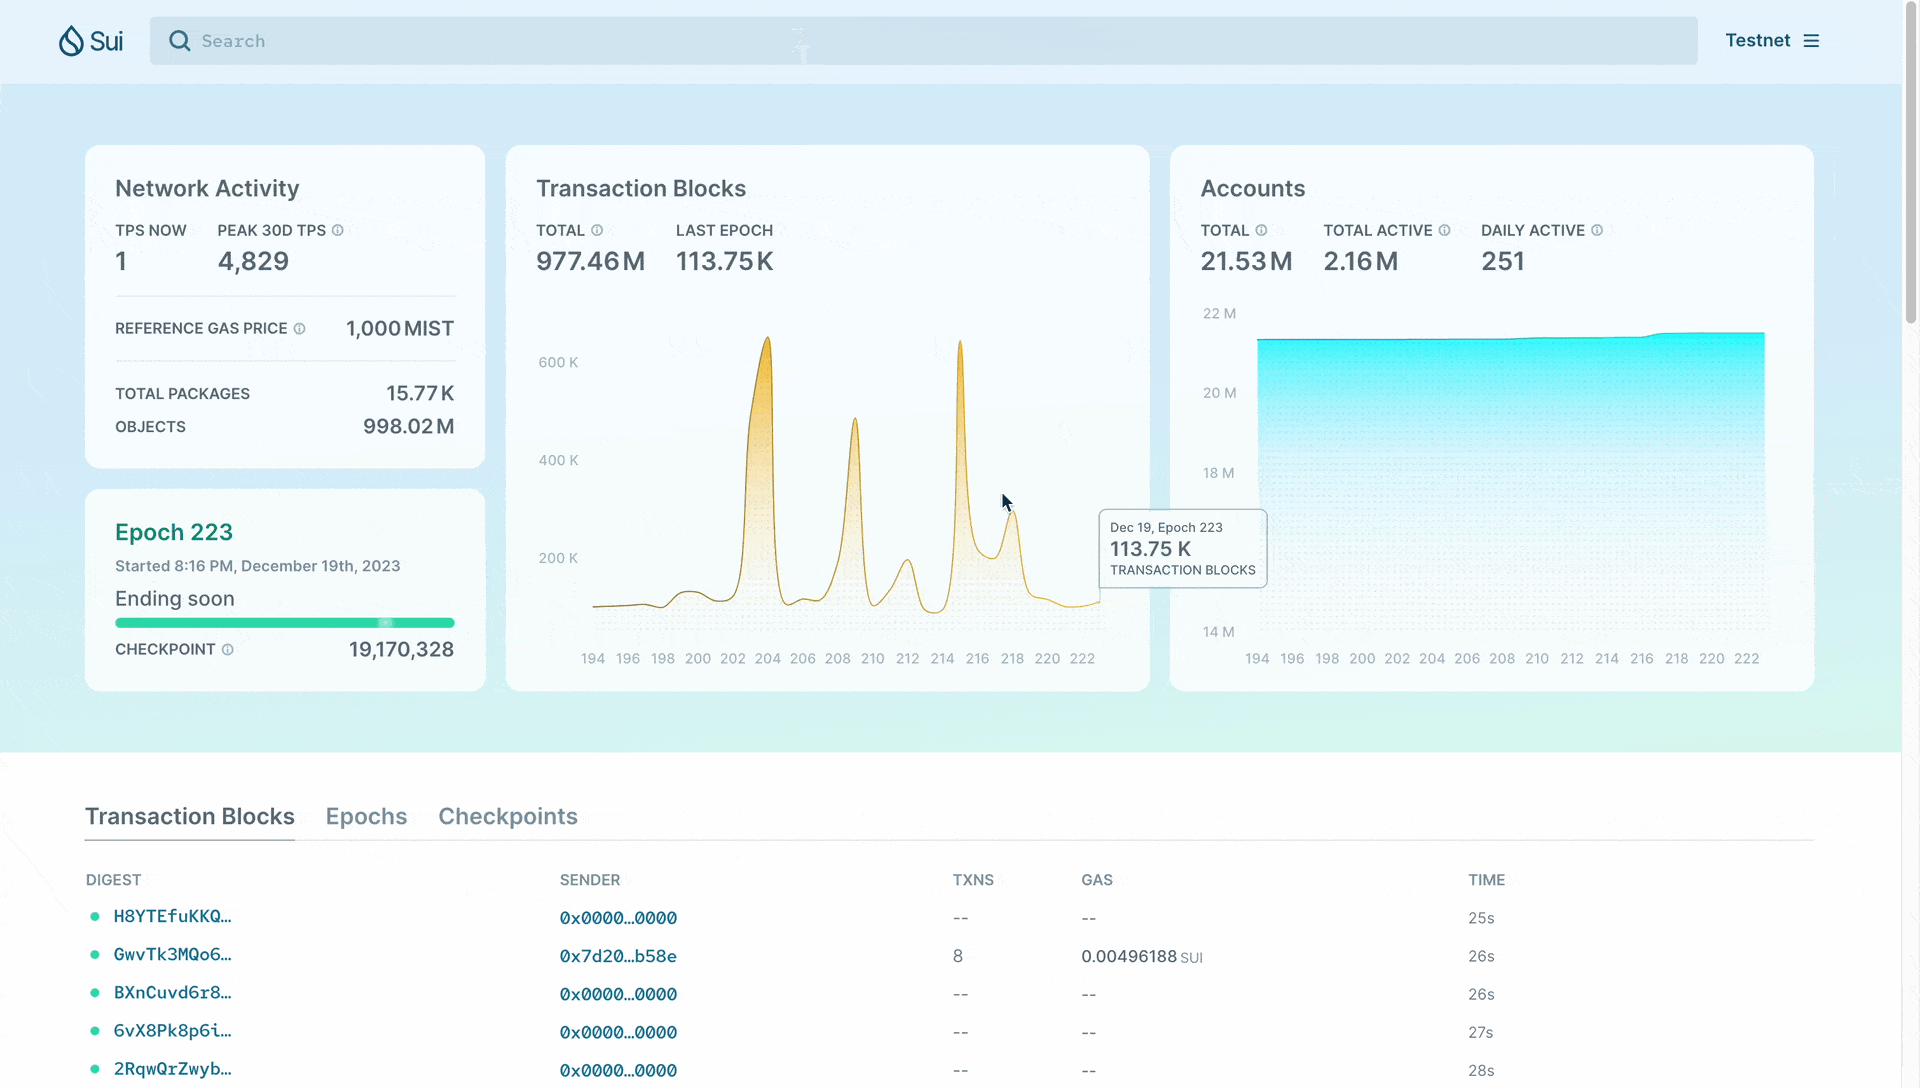 Sui
Search
Testnet
Network Activity
TPS NOW PEAK 30D TPS
1 4,829
REFERENCE GAS PRICE 1,000 MIST
TOTAL PACKAGES 15.77 K
OBJECTS 998.02 M
Epoch 223
Started 8:16 PM, December 19th, 2023
Ending soon
CHECKPOINT 19,170,328
Transaction Blocks
TOTAL LAST EPOCH
977.46 M 113.75 K
600 K
400 K
200 K
194 196 198 200 202 204 206 208 210 212 214 216 218 220 222
Dec 19, Epoch 223
113.75 K
TRANSACTION BLOCKS
Accounts
TOTAL TOTAL ACTIVE DAILY ACTIVE
21.53 M 2.16 M 251
22 M
20 M
18 M
14 M
194 196 198 200 202 204 206 208 210 212 214 216 218 220 222
Transaction Blocks Epochs Checkpoints
DIGEST SENDER TXNS GAS TIME
H8YTEfuKKQ… 0x0000…0000 -- -- 25s
GwvTk3MQo6… 0x7d20…b58e 8 0.00496188 SUI 26s
BXnCuvd6r8… 0x0000…0000 -- -- 26s
6vX8Pk8p6i… 0x0000…0000 -- -- 27s
2RqwQrZwyb… 0x0000…0000 -- -- 28s